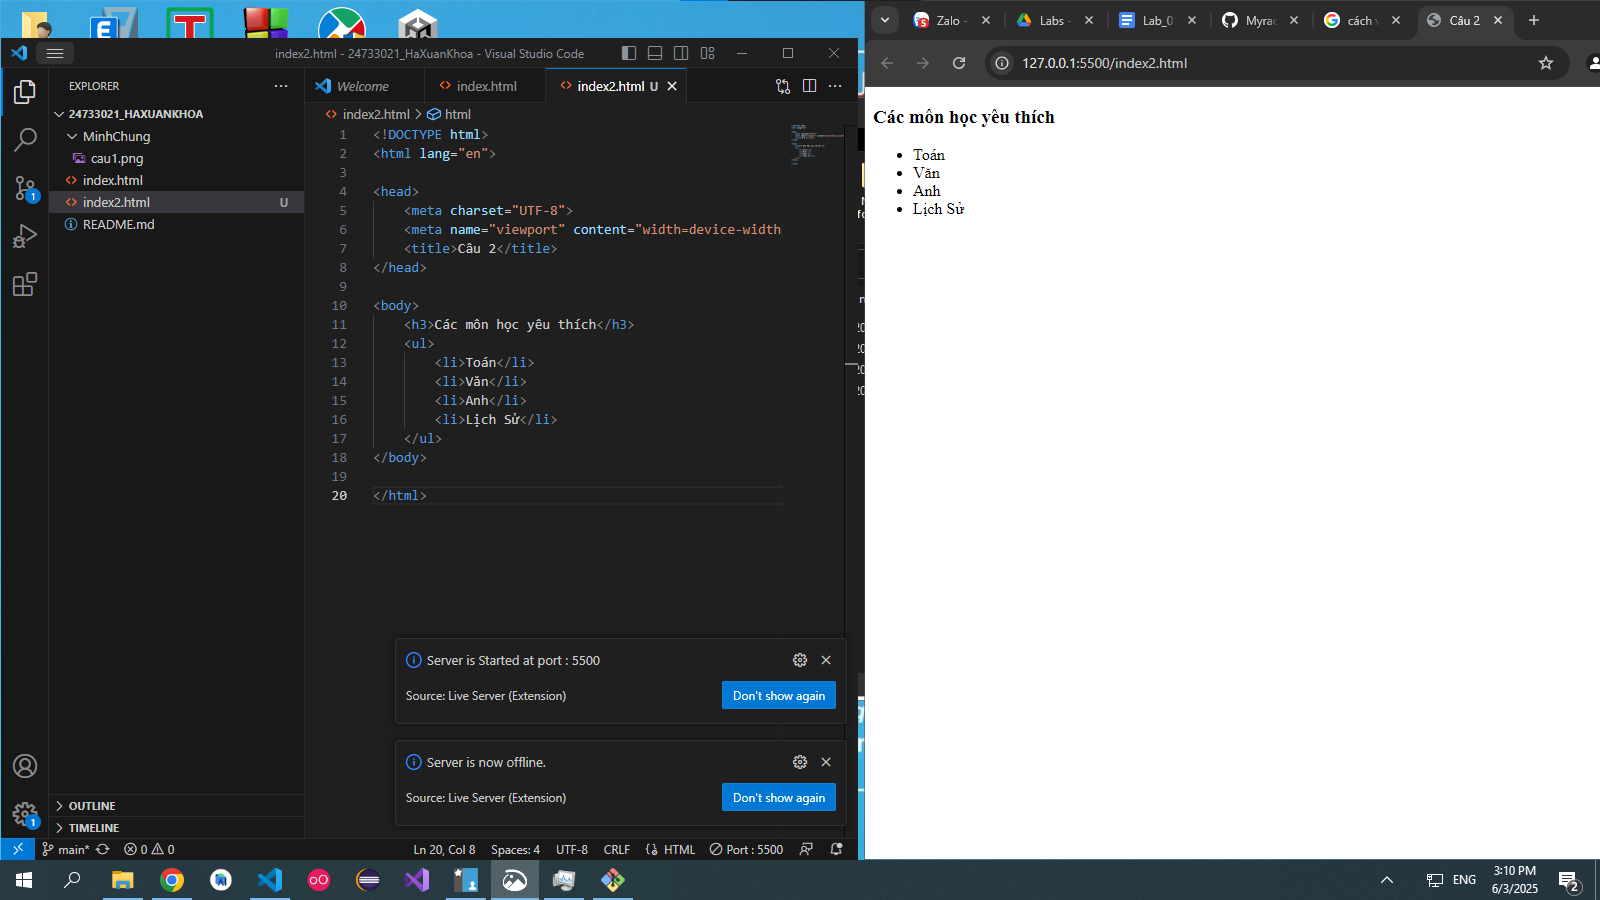 index2.html - 24733021_HaXuanKhoa - Visual Studio Code
EXPLORER
24733021_HAXUANKHOA
MinhChung
cau1.png
index.html
index2.html U
README.md
OUTLINE
TIMELINE
Welcome
index.html
index2.html U
index2.html > html
1 <!DOCTYPE html>
2 <html lang="en">
3
4 <head>
5 <meta charset="UTF-8">
6 <meta name="viewport" content="width=device-width
7 <title>Câu 2</title>
8 </head>
9
10 <body>
11 <h3>Các môn học yêu thích</h3>
12 <ul>
13 <li>Toán</li>
14 <li>Văn</li>
15 <li>Anh</li>
16 <li>Lịch Sử</li>
17 </ul>
18 </body>
19
20 </html>
Server is Started at port : 5500
Source: Live Server (Extension)
Don't show again
Server is now offline.
Source: Live Server (Extension)
Don't show again
1
1
main*
0 0
Ln 20, Col 8
Spaces: 4
UTF-8
CRLF
HTML
Port : 5500
Zalo -
Labs -
Lab_0
Myrac
cách v
Câu 2
127.0.0.1:5500/index2.html
Các môn học yêu thích
Toán
Văn
Anh
Lịch Sử
ENG
3:10 PM
6/3/2025
2